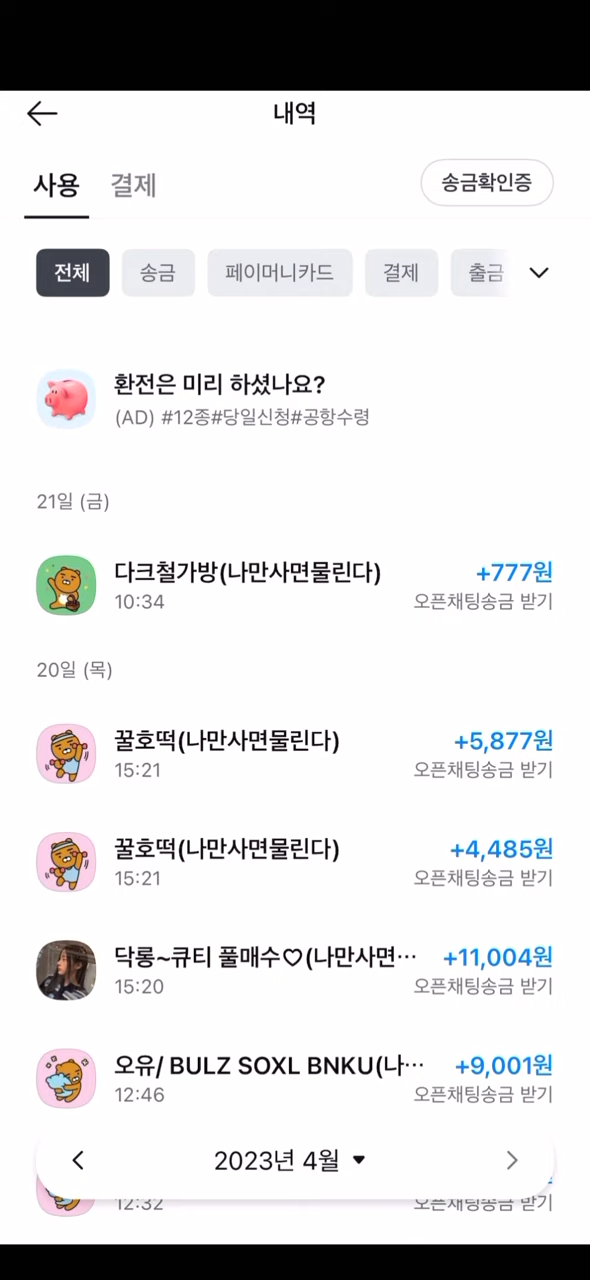 내역
사용 결제 송금확인증
전체 송금 페이머니카드 결제 출금
환전은 미리 하셨나요?
(AD) #12종#당일신청#공항수령
21일 (금)
다크철가방(나만사면물린다) +777원
10:34 오픈채팅송금 받기
20일 (목)
꿀호떡(나만사면물린다) +5,877원
15:21 오픈채팅송금 받기
꿀호떡(나만사면물린다) +4,485원
15:21 오픈채팅송금 받기
닥롱~큐티 풀매수♡(나만사면… +11,004원
15:20 오픈채팅송금 받기
오유/ BULZ SOXL BNKU(나… +9,001원
12:46 오픈채팅송금 받기
2023년 4월
12:32 오픈채팅송금 받기